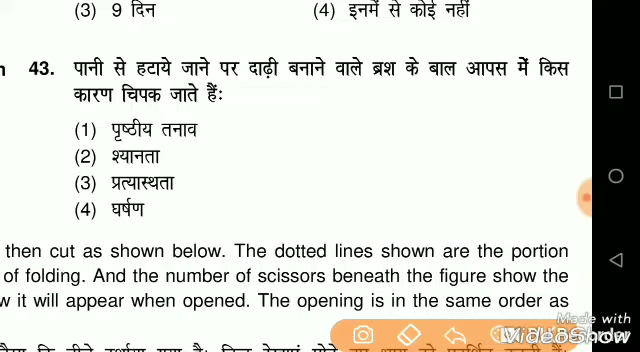 (3) 9 दिन (4) इनमें से कोई नहीं
43. पानी से हटाये जाने पर दाढ़ी बनाने वाले ब्रश के बाल आपस में किस
कारण चिपक जाते हैं:
(1) पृष्ठीय तनाव
(2) श्यानता
(3) प्रत्यास्थता
(4) घर्षण
then cut as shown below. The dotted lines shown are the portion
of folding. And the number of scissors beneath the figure show the
it will appear when opened. The opening is in the same order as
Made with
VideoShow